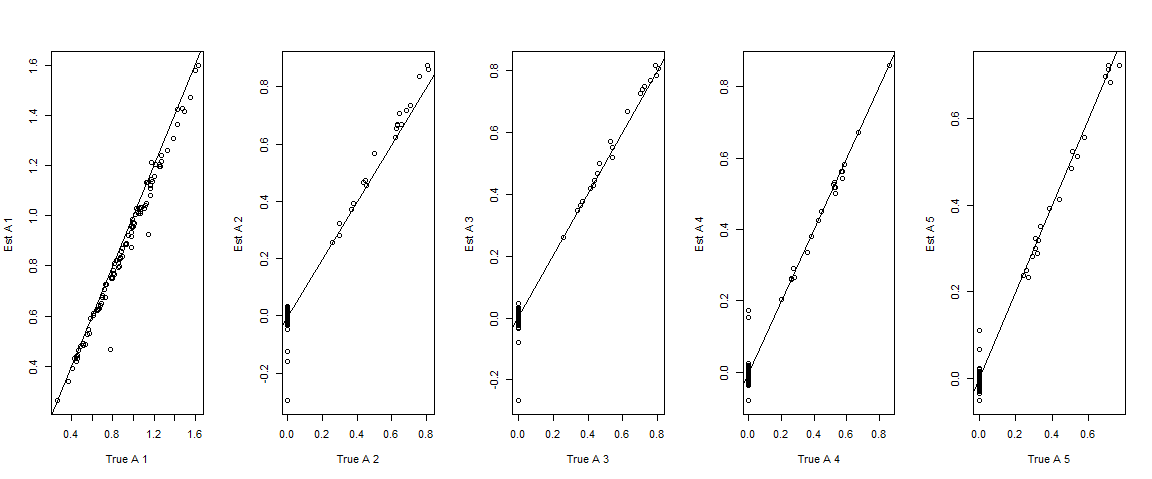 Est A 1
0.4 0.6 0.8 1.0 1.2 1.4 1.6
0.4 0.8 1.2 1.6
True A 1
Est A 2
-0.2 0.0 0.2 0.4 0.6 0.8
0.0 0.2 0.4 0.6 0.8
True A 2
Est A 3
-0.2 0.0 0.2 0.4 0.6 0.8
0.0 0.2 0.4 0.6 0.8
True A 3
Est A 4
0.0 0.2 0.4 0.6 0.8
0.0 0.2 0.4 0.6 0.8
True A 4
Est A 5
0.0 0.2 0.4 0.6
0.0 0.2 0.4 0.6
True A 5